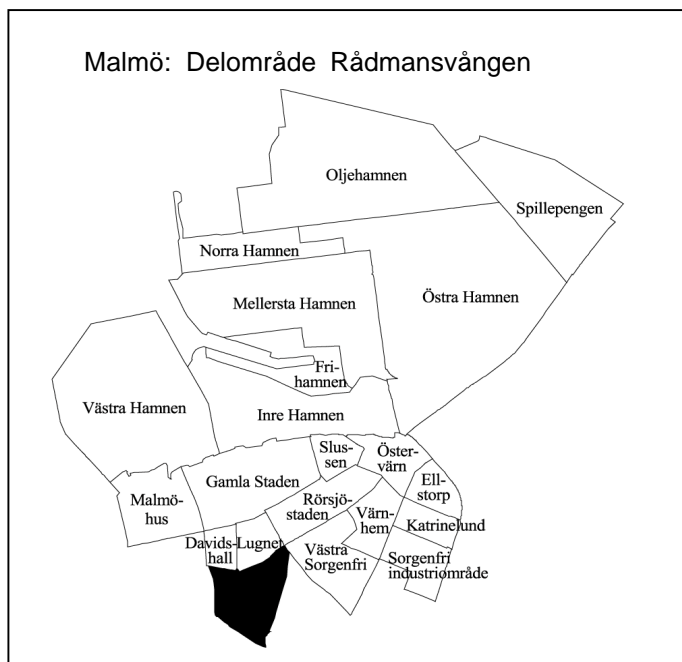 Malmö: Delområde Rådmansvången
Oljehamnen
Spillepengen
Norra Hamnen
Mellersta Hamnen
Östra Hamnen
Fri-
hamnen
Västra Hamnen
Inre Hamnen
Slus-
sen
Öster-
värn
Gamla Staden
Ell-
storp
Malmö-
hus
Rörsjö-
staden
Värn-
hem
Katrinelund
Davids-
hall
Lugnet
Västra
Sorgenfri
Sorgenfri
industriområde